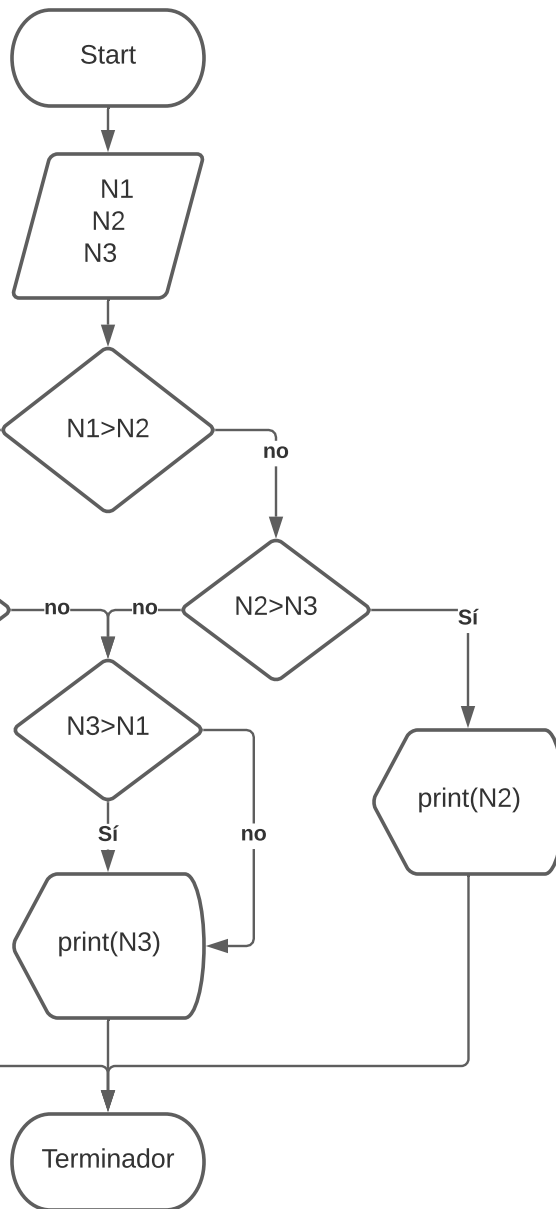 Start
N1
N2
N3
N1>N2
no
N2>N3
no
no
Sí
N3>N1
Sí
no
print(N2)
print(N3)
Terminador